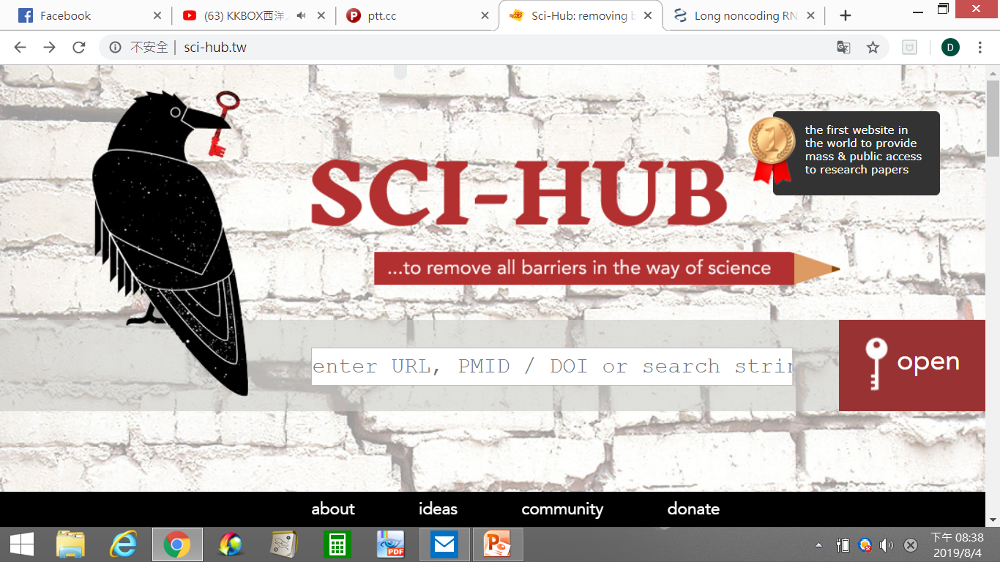 Facebook
(63) KKBOX西洋
ptt.cc
Sci-Hub: removing b
Long noncoding RN
不安全
sci-hub.tw
D
1
the first website in
the world to provide
mass & public access
to research papers
SCI-HUB
...to remove all barriers in the way of science
enter URL, PMID / DOI or search strin
open
about
ideas
community
donate
PDF
下午 08:38
2019/8/4